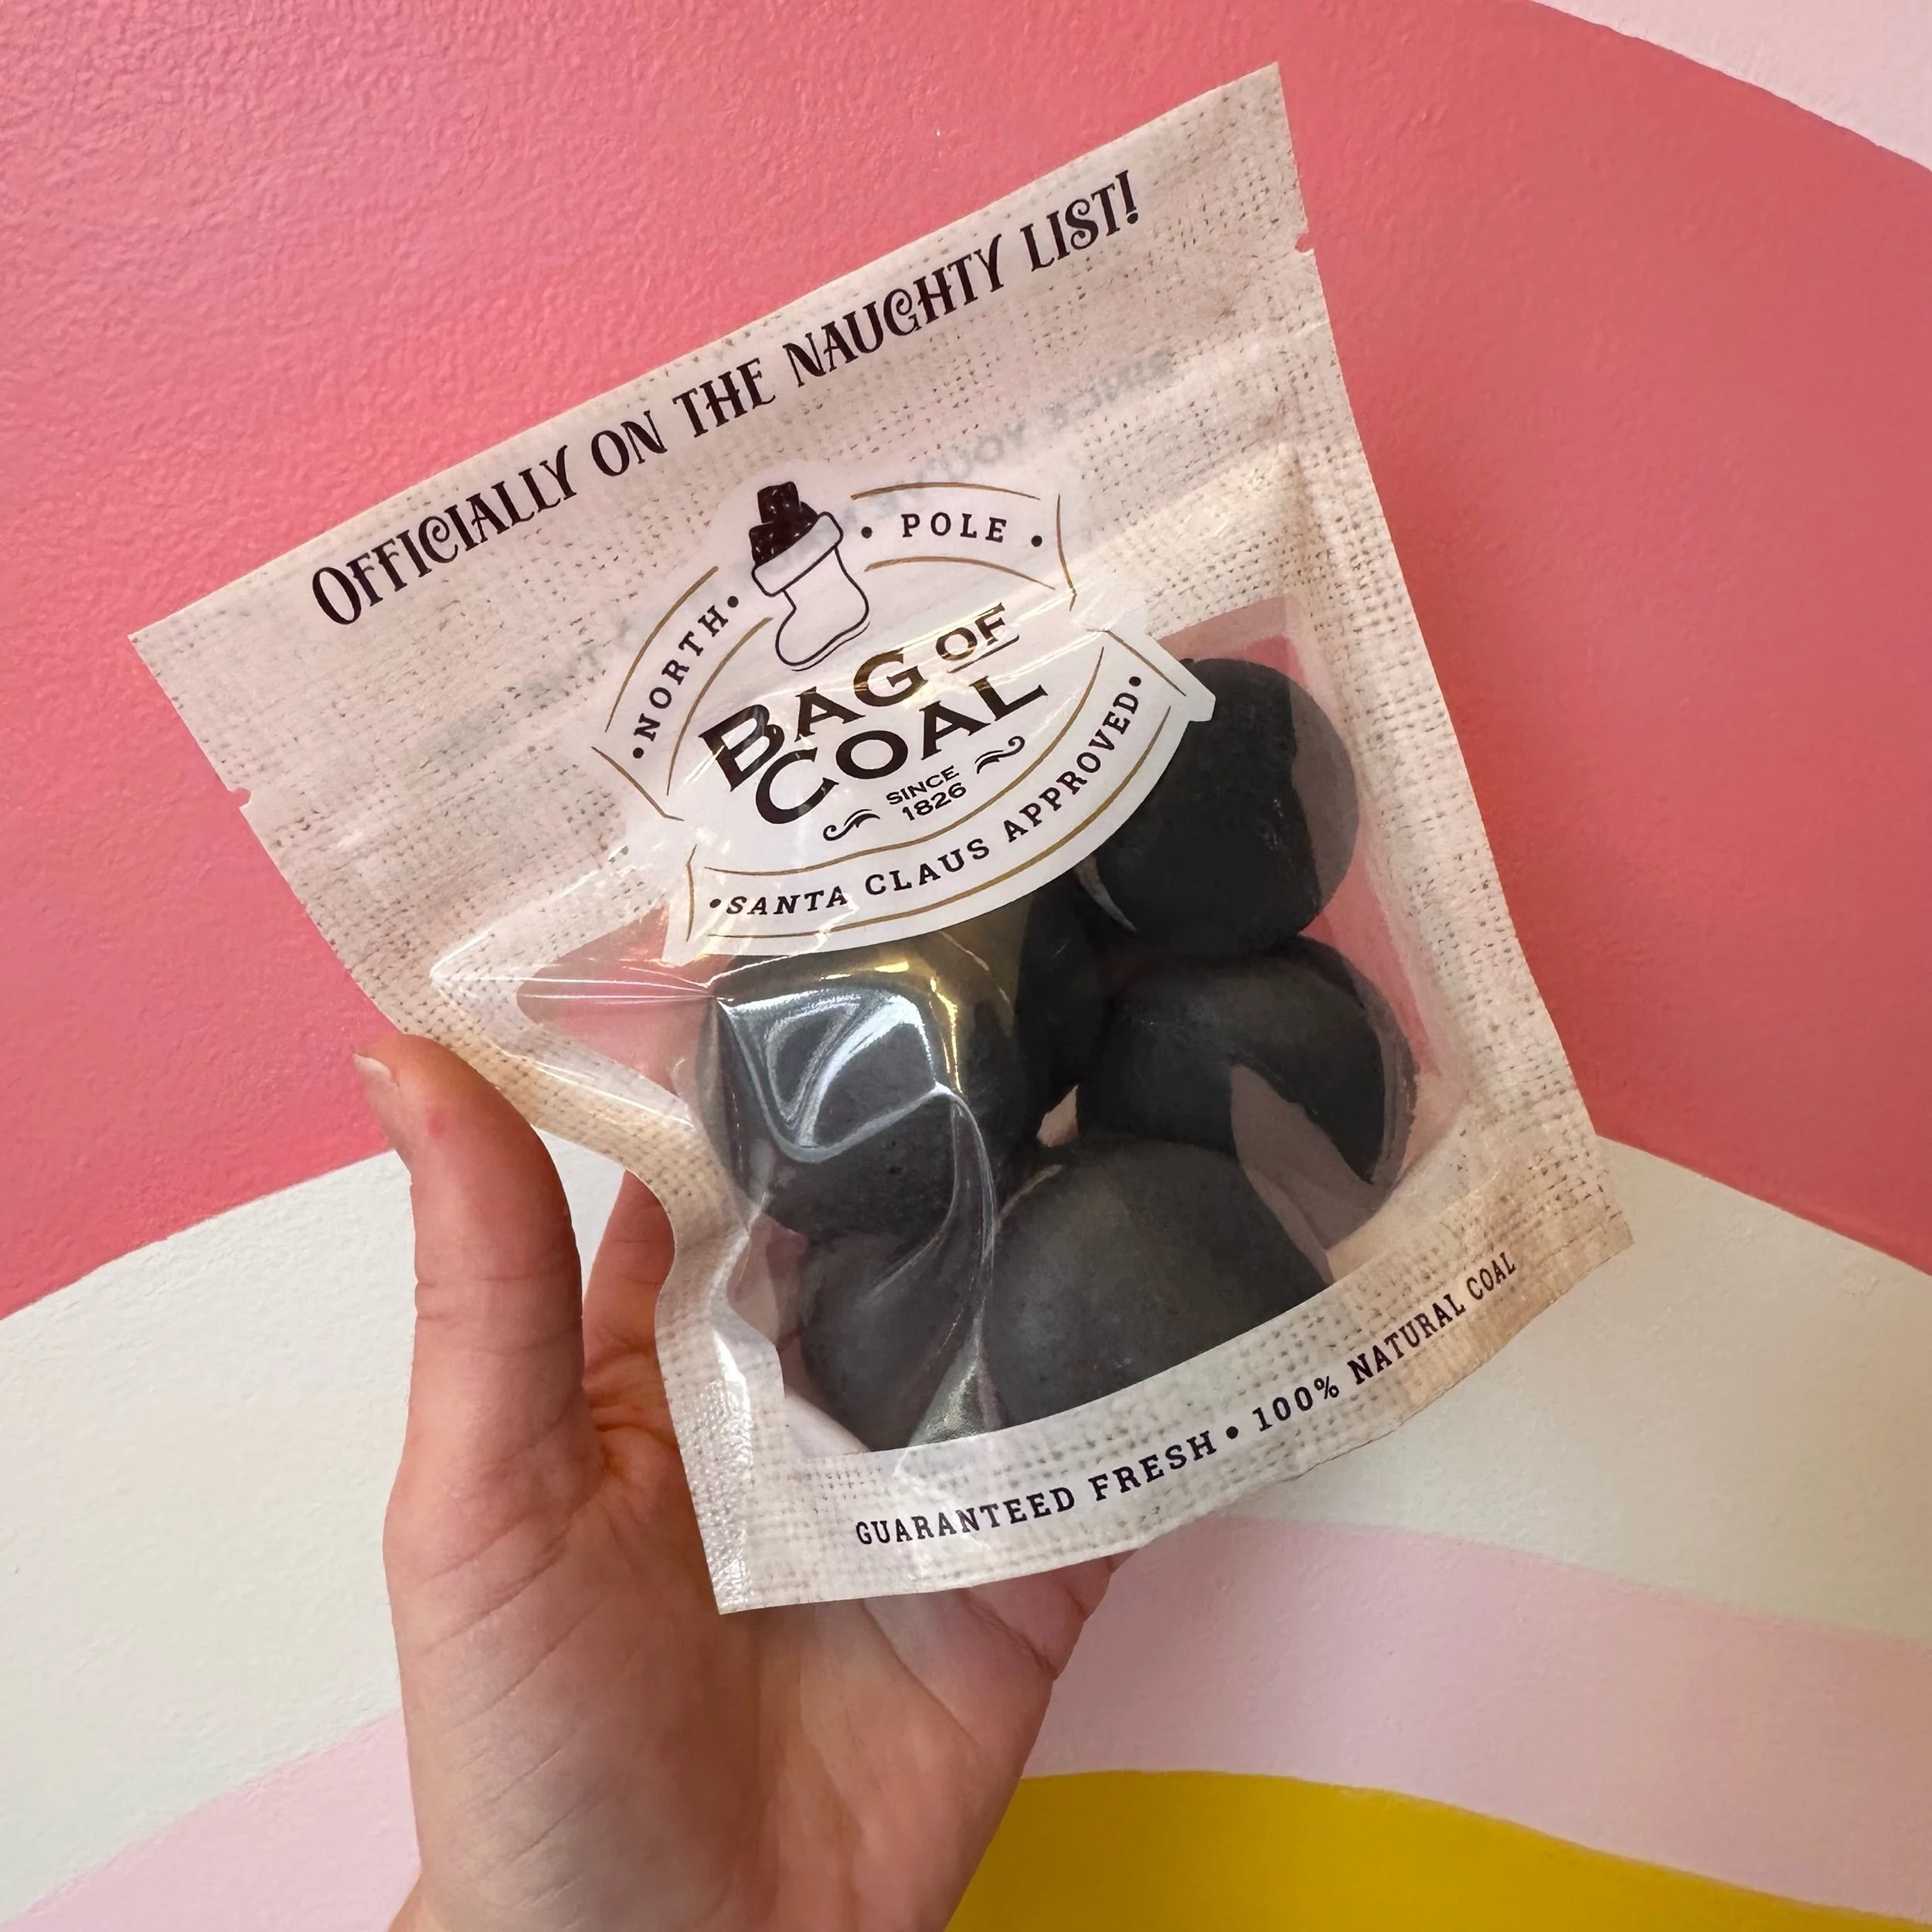 OFFICIALLY ON THE NAUGHTY LIST!
• NORTH • • POLE •
BAG OF
COAL
SINCE
1826
• SANTA CLAUS APPROVED •
GUARANTEED FRESH • 100% NATURAL COAL